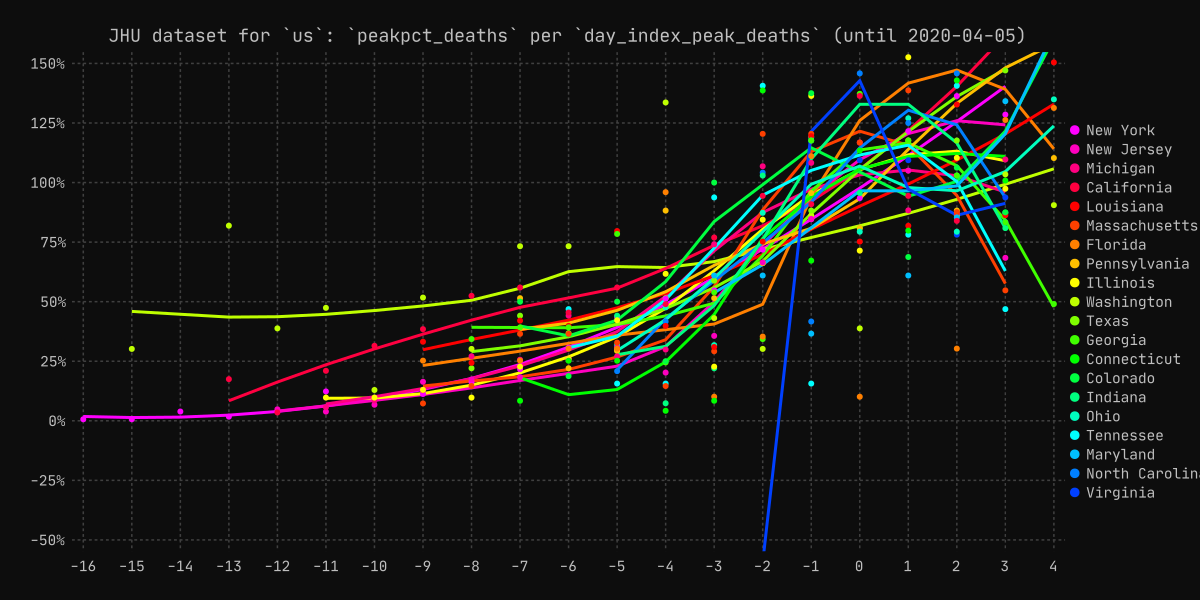 JHU dataset for `us`: `peakpct_deaths` per `day_index_peak_deaths` (until 2020-04-05)
150%
125%
100%
75%
50%
25%
0%
-25%
-50%
-16 -15 -14 -13 -12 -11 -10 -9 -8 -7 -6 -5 -4 -3 -2 -1 0 1 2 3 4
New York
New Jersey
Michigan
California
Louisiana
Massachusetts
Florida
Pennsylvania
Illinois
Washington
Texas
Georgia
Connecticut
Colorado
Indiana
Ohio
Tennessee
Maryland
North Carolina
Virginia